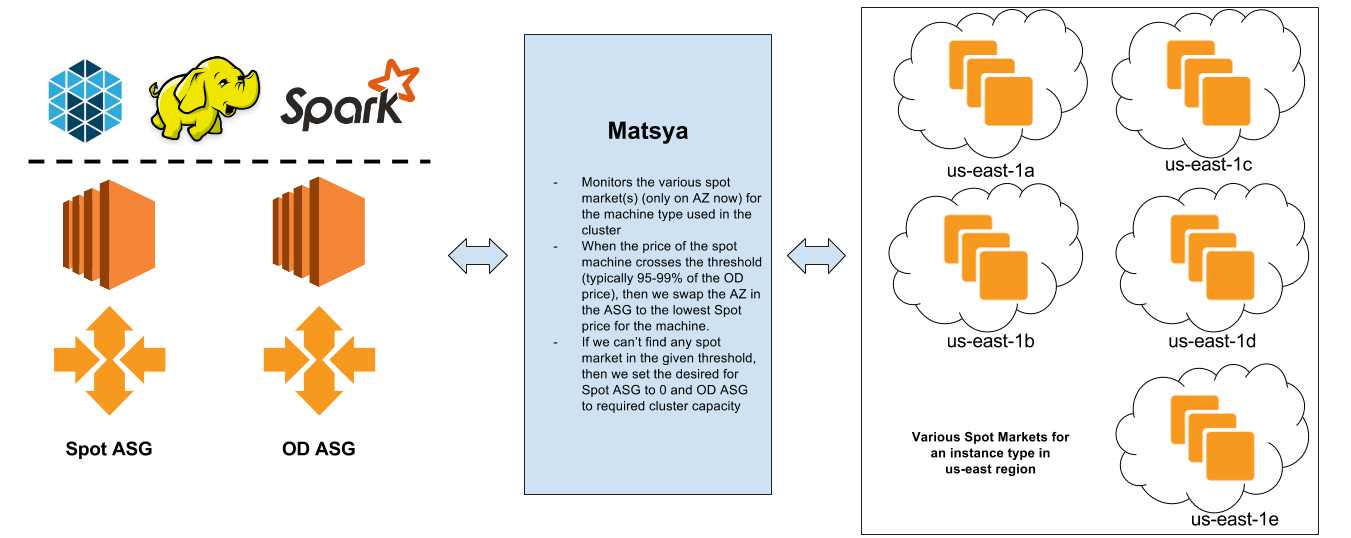 Spark
Spot ASG
OD ASG
Matsya
- Monitors the various spot
market(s) (only on AZ now) for
the machine type used in the
cluster
- When the price of the spot
machine crosses the threshold
(typically 95-99% of the OD
price), then we swap the AZ in
the ASG to the lowest Spot
price for the machine.
- If we can't find any spot
market in the given threshold,
then we set the desired for
Spot ASG to 0 and OD ASG
to required cluster capacity
us-east-1a
us-east-1c
us-east-1b
us-east-1d
Various Spot Markets for
an instance type in
us-east region
us-east-1e